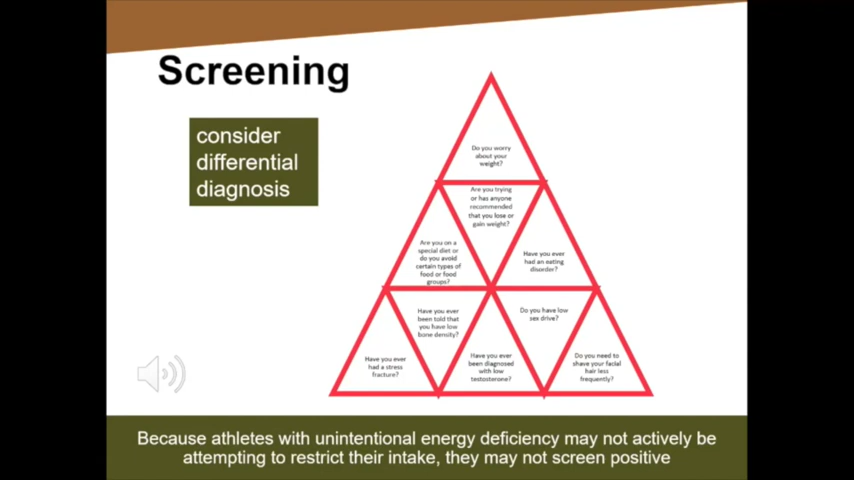 Screening
consider
differential
diagnosis
Do you worry
about your
weight?
Are you trying
or has anyone
recommended
that you lose or
gain weight?
Are you on a
special diet or
do you avoid
certain types of
food or food
groups?
Have you ever
had an eating
disorder?
Have you ever
been told that
you have low
bone density?
Do you have low
sex drive?
Have you ever
had a stress
fracture?
Have you ever
been diagnosed
with low
testosterone?
Do you need to
shave your facial
hair less
frequently?
Because athletes with unintentional energy deficiency may not actively be
attempting to restrict their intake, they may not screen positive